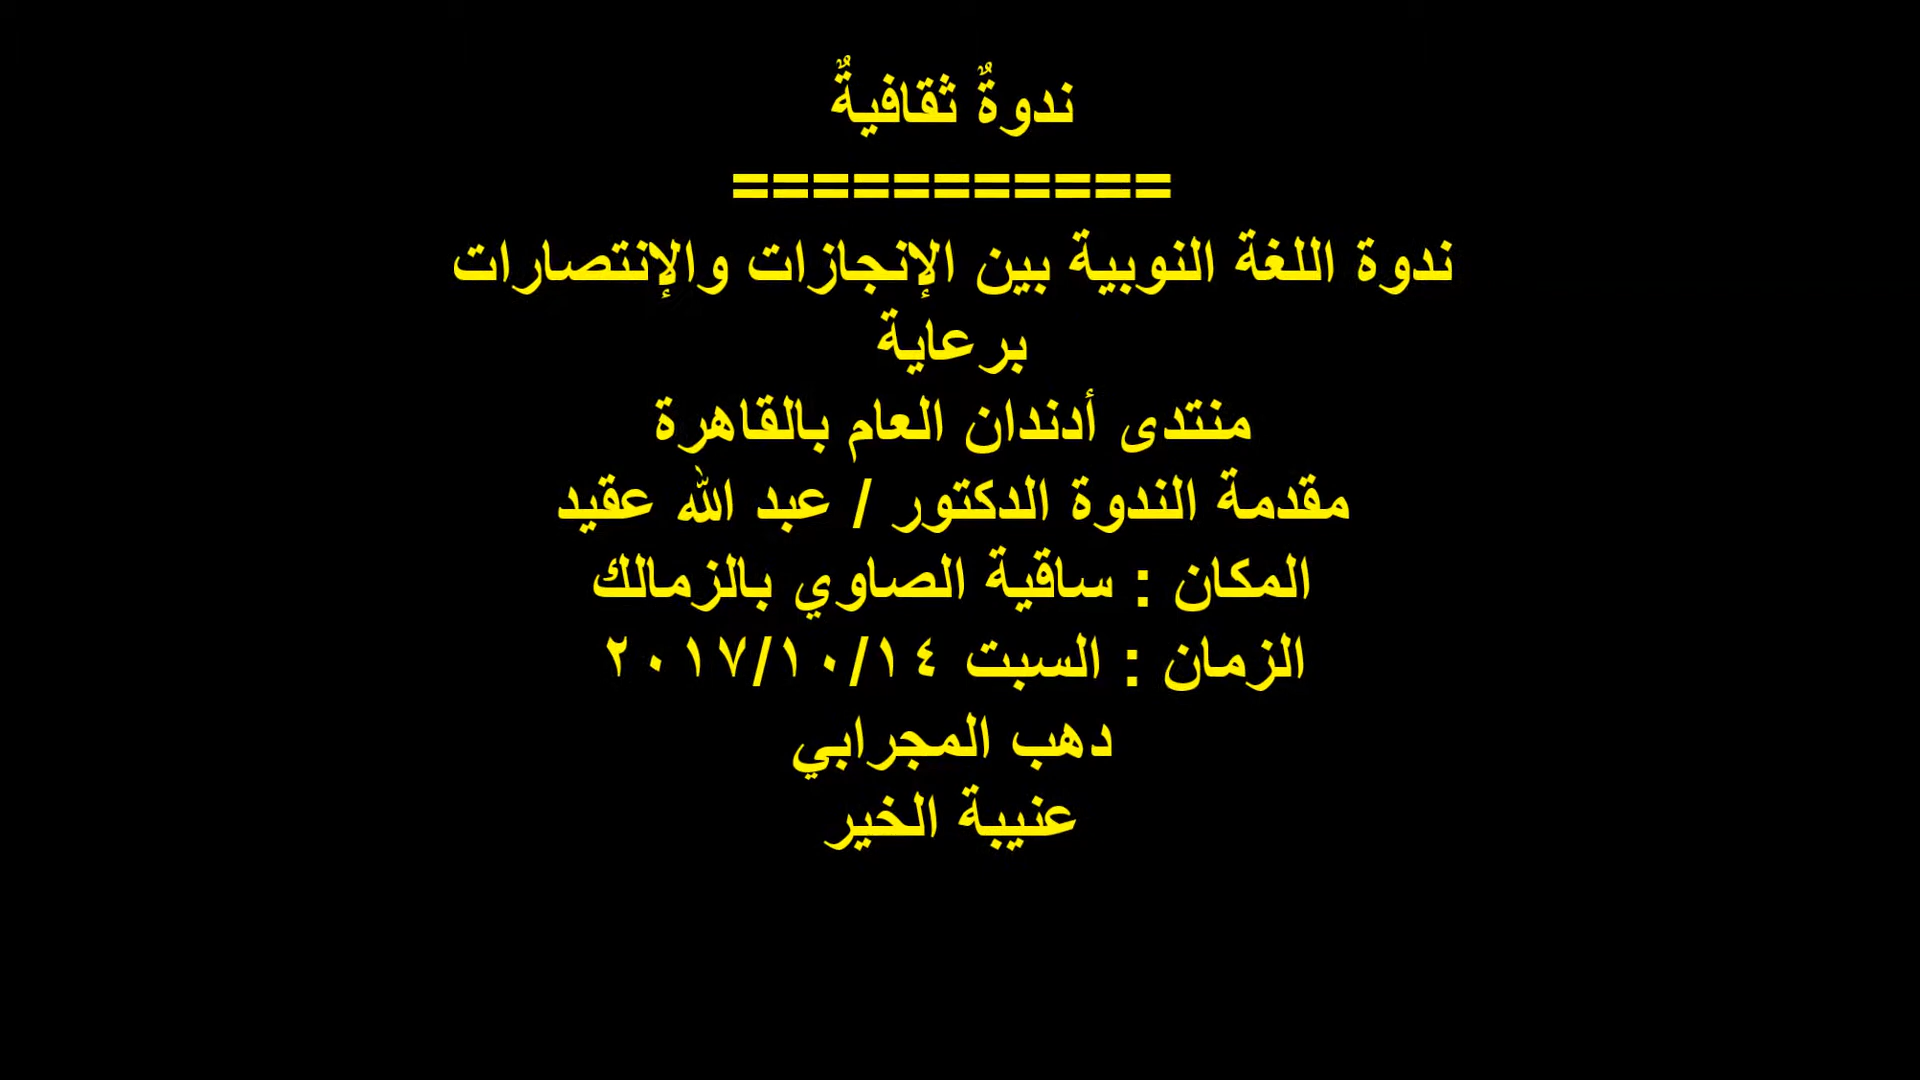 ندوةٌ ثقافيةٌ
===========
ندوة اللغة النوبية بين الإنجازات والإنتصارات
برعاية
منتدى أدندان العام بالقاهرة
مقدمة الندوة الدكتور / عبد الله عقيد
المكان : ساقية الصاوي بالزمالك
الزمان : السبت ٢٠١٧/١٠/١٤
دهب المجرابي
عنيبة الخير